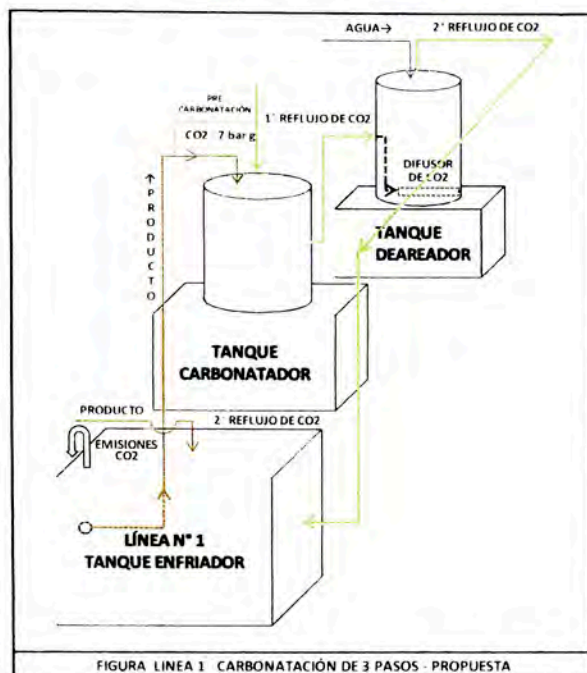 AGUA→
2° REFLUJO DE CO2
PRE
CARBONATACIÓN
CO2 : 7 bar g
1° REFLUJO DE CO2
DIFUSOR
DE CO2
↑PRODUCTO
TANQUE
DEAREADOR
TANQUE
CARBONATADOR
PRODUCTO
2° REFLUJO DE CO2
EMISIONES
CO2
LÍNEA N° 1
TANQUE ENFRIADOR
FIGURA LINEA 1 CARBONATACIÓN DE 3 PASOS - PROPUESTA